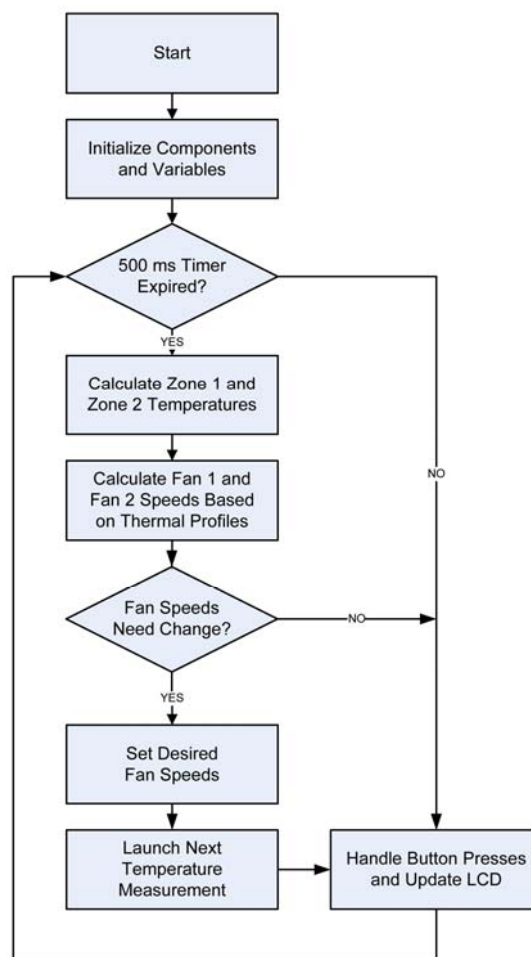 Start
Initialize Components
and Variables
500 ms Timer
Expired?
YES
Calculate Zone 1 and
Zone 2 Temperatures
Calculate Fan 1 and
Fan 2 Speeds Based
on Thermal Profiles
NO
Fan Speeds
Need Change?
NO
YES
Set Desired
Fan Speeds
Launch Next
Temperature
Measurement
Handle Button Presses
and Update LCD